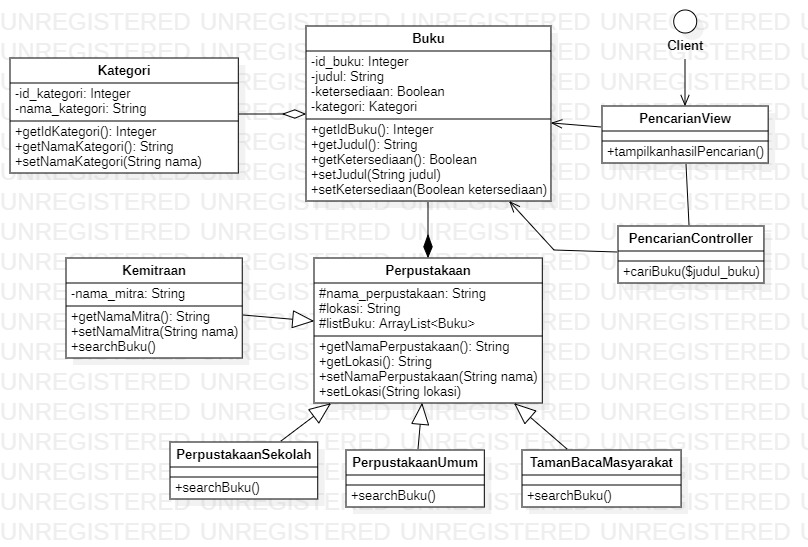 Kategori
-id_kategori: Integer
-nama_kategori: String
+getIdKategori(): Integer
+getNamaKategori(): String
+setNamaKategori(String nama)
Buku
-id_buku: Integer
-judul: String
-ketersediaan: Boolean
-kategori: Kategori
+getIdBuku(): Integer
+getJudul(): String
+getKetersediaan(): Boolean
+setJudul(String judul)
+setKetersediaan(Boolean ketersediaan)
Client
PencarianView
+tampilkanhasilPencarian()
PencarianController
+cariBuku($judul_buku)
Kemitraan
-nama_mitra: String
+getNamaMitra(): String
+setNamaMitra(String nama)
+searchBuku()
Perpustakaan
#nama_perpustakaan: String
#lokasi: String
#listBuku: ArrayList<Buku>
+getNamaPerpustakaan(): String
+getLokasi(): String
+setNamaPerpustakaan(String nama)
+setLokasi(String lokasi)
PerpustakaanSekolah
+searchBuku()
PerpustakaanUmum
+searchBuku()
TamanBacaMasyarakat
+searchBuku()
UNREGISTERED